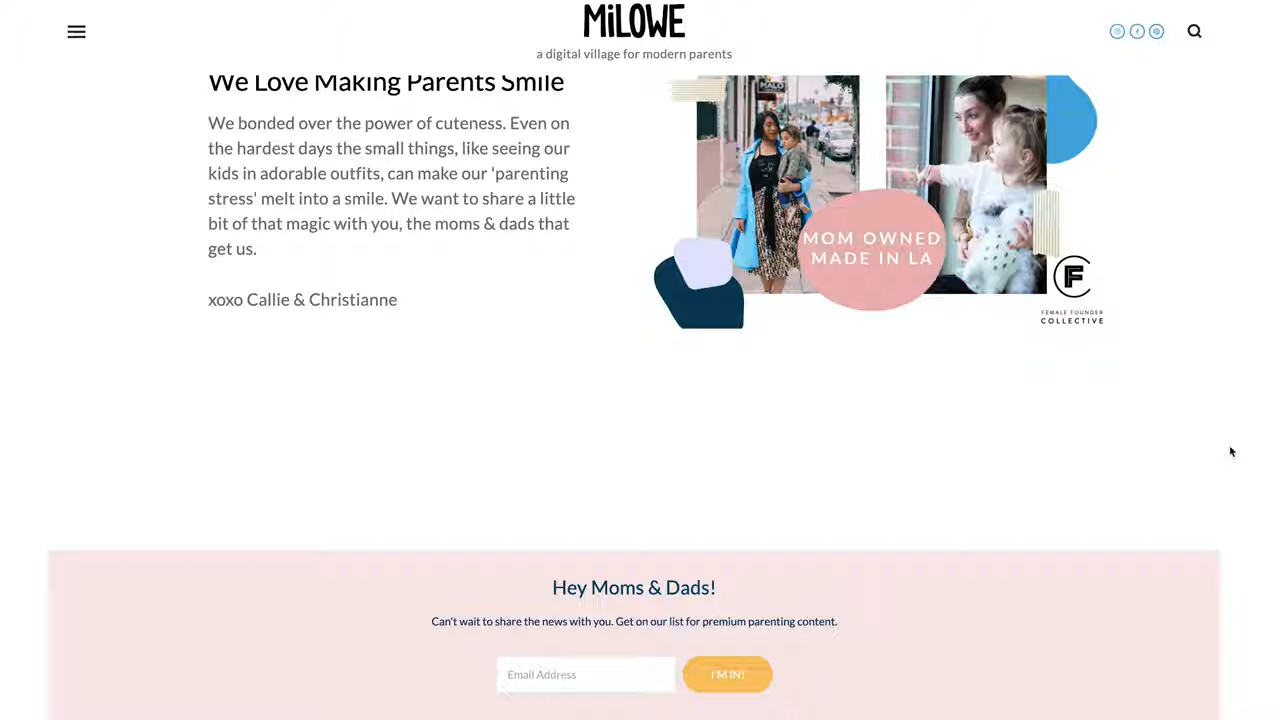 MiLOWE
a digital village for modern parents
We Love Making Parents Smile
We bonded over the power of cuteness. Even on
the hardest days the small things, like seeing our
kids in adorable outfits, can make our 'parenting
stress' melt into a smile. We want to share a little
bit of that magic with you, the moms & dads that
get us.
xoxo Callie & Christianne
MALO
MOM OWNED
MADE IN LA
F
FEMALE FOUNDER
COLLECTIVE
Hey Moms & Dads!
Can't wait to share the news with you. Get on our list for premium parenting content.
Email Address
I'M IN!